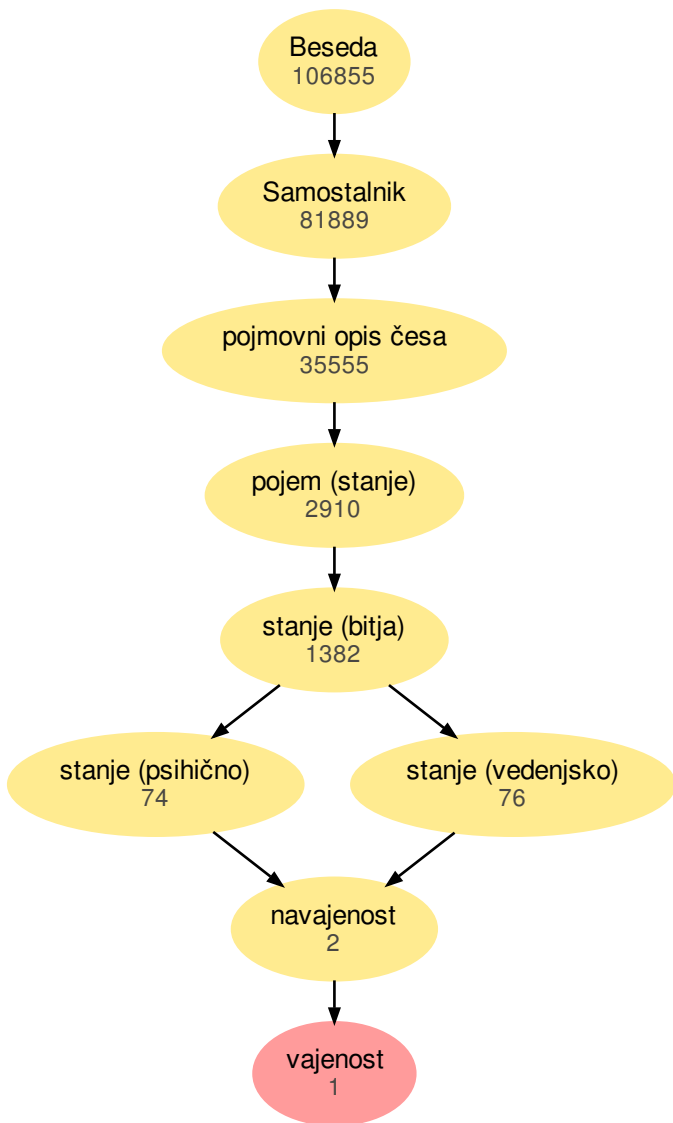 Beseda
106855
Samostalnik
81889
pojmovni opis česa
35555
pojem (stanje)
2910
stanje (bitja)
1382
stanje (psihično)
74
stanje (vedenjsko)
76
navajenost
2
vajenost
1